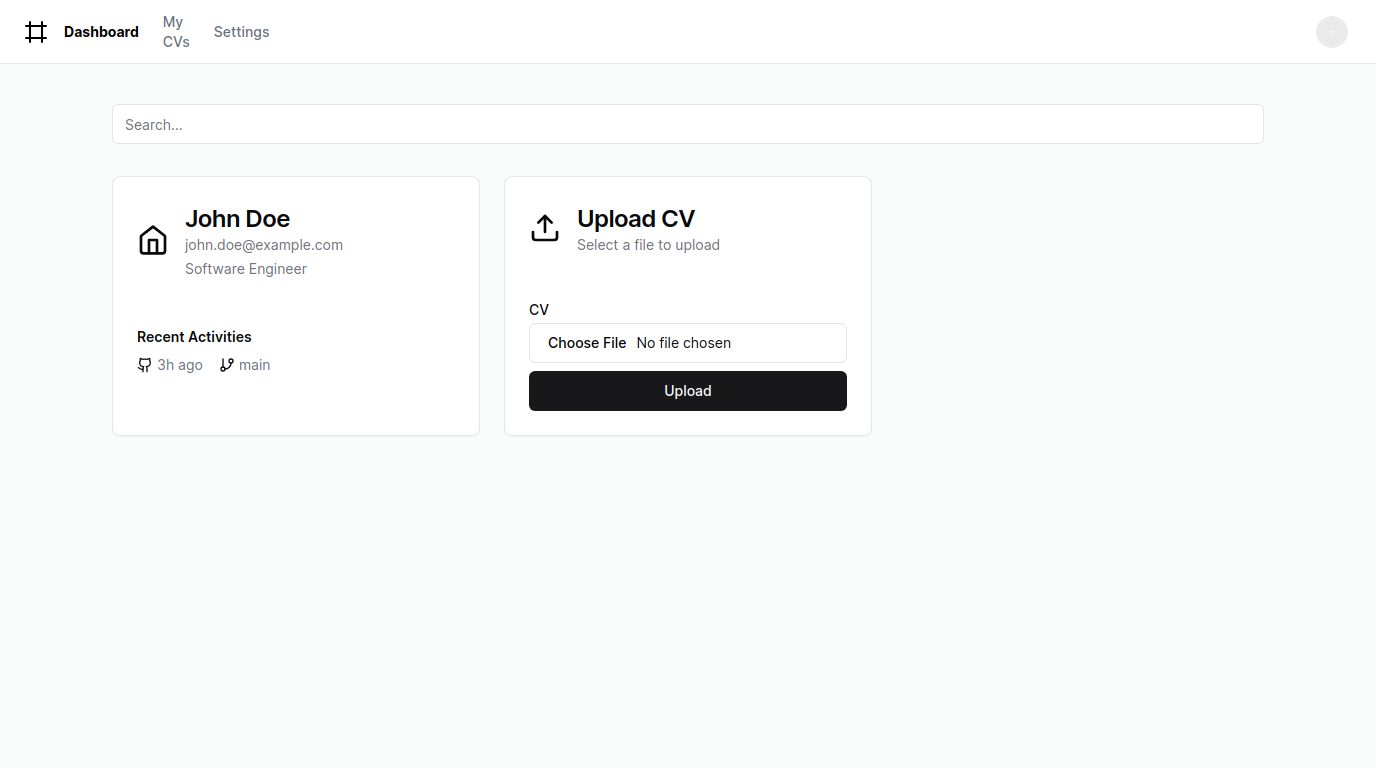 Dashboard
My
CVs
Settings
Search...
John Doe
john.doe@example.com
Software Engineer
Recent Activities
3h ago main
Upload CV
Select a file to upload
CV
Choose File No file chosen
Upload